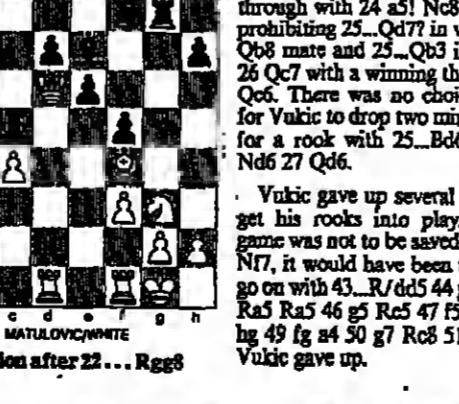 c d e f g h
MATULOVIC/WHITE
ion after 22... Rgg8
through with 24 a5! Nc8
prohibiting 25...Qd7? in
Qb8 mate and 25...Qb3 i
26 Qc7 with a winning th
Qc6. There was no choi
for Vukic to drop two min
for a rook with 25...Bd6
Nd6 27 Qd6.
Vukic gave up several
get his rooks into play
game was not to be saved
Nf7, it would have been
go on with 43...R/dd5 44
Ra5 Ra5 46 g5 Rc5 47 f5
hg 49 fg a4 50 g7 Rc8 51
Vukic gave up.